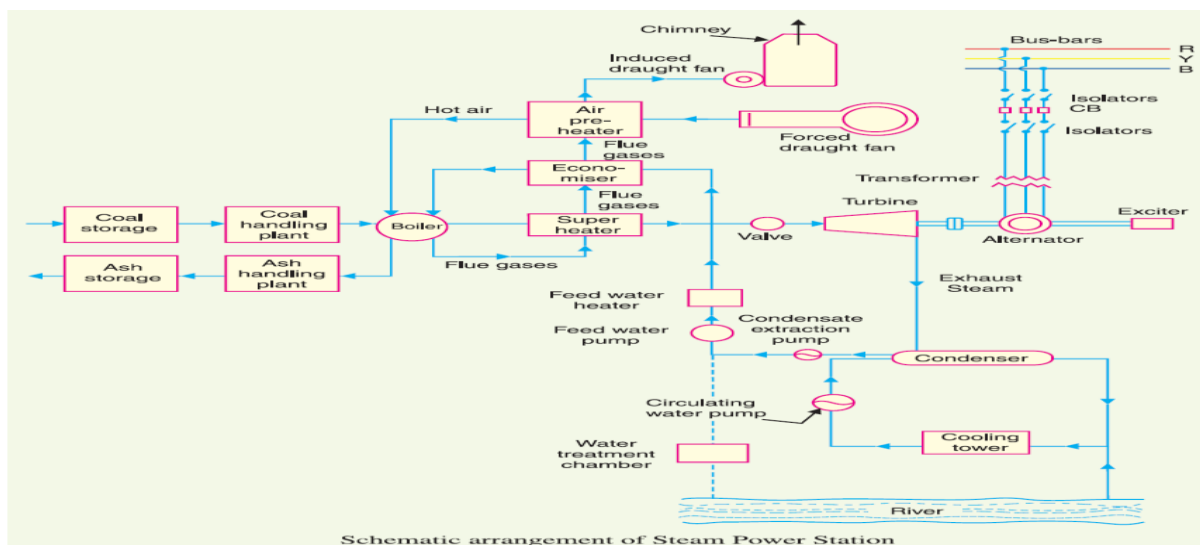 Chimney
Induced
draught fan
Bus-bars
R
Y
B
Hot air
Air
pre-
heater
Isolators
CB
Isolators
Forced
draught fan
Flue
gases
Econo-
miser
Flue
gases
Transformer
Coal
storage
Coal
handling
plant
Boiler
Super
heater
Valve
Turbine
Alternator
Exciter
Ash
storage
Ash
handling
plant
Flue gases
Exhaust
Steam
Feed water
heater
Feed water
pump
Condensate
extraction
pump
Condenser
Circulating
water pump
Cooling
tower
Water
treatment
chamber
River
Schematic arrangement of Steam Power Station